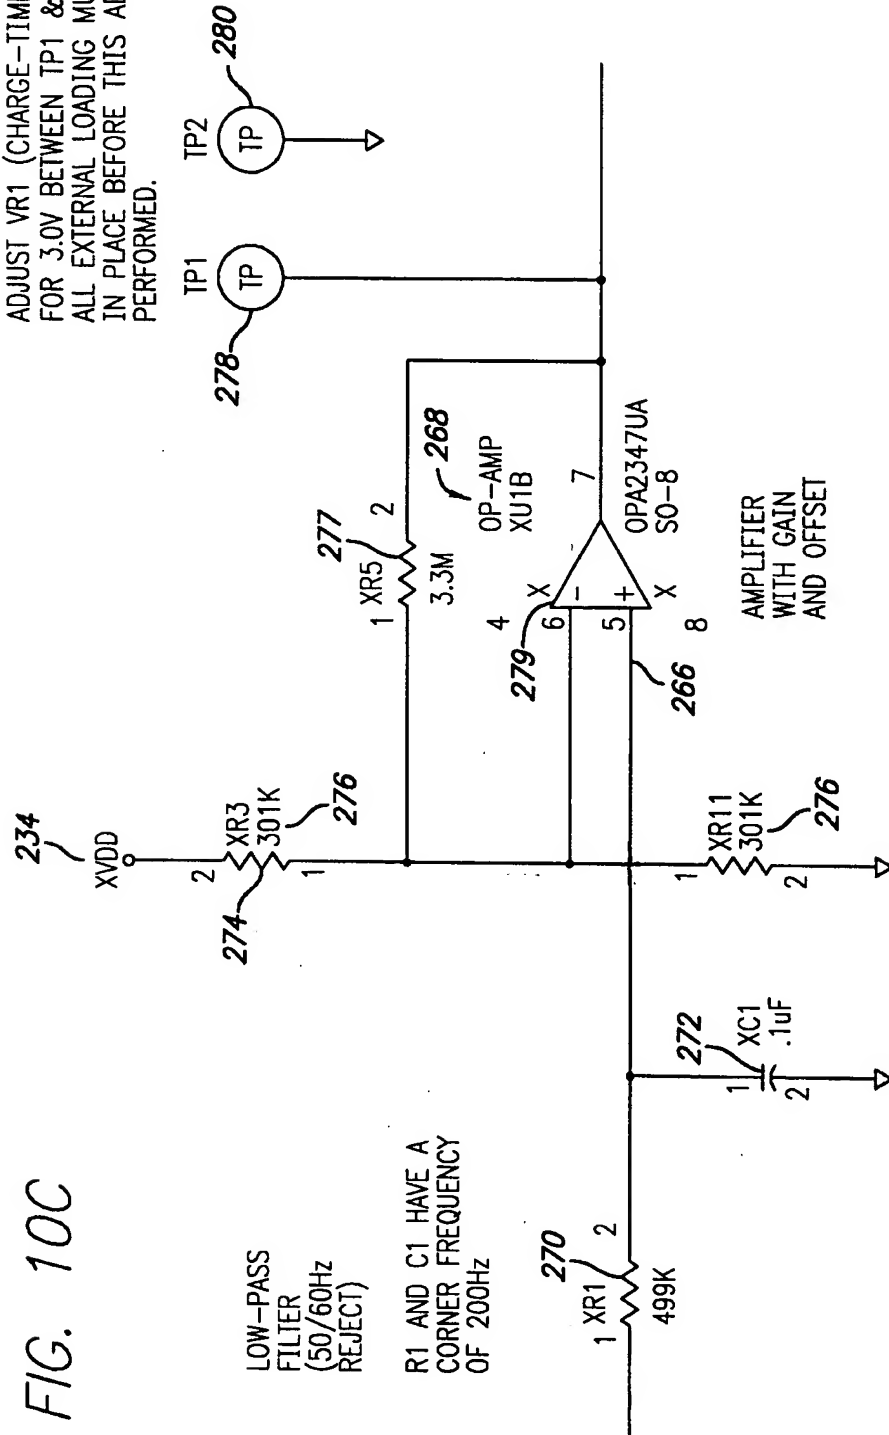 FIG. 10C
LOW-PASS
FILTER
(50/60Hz
REJECT)
R1 AND C1 HAVE A
CORNER FREQUENCY
OF 200Hz
270
1 XR1 2
499K
272
1 XC1
.1uF
2
234
XVDD
2 XR3
301K
276
274
1
1 XR11
301K
276
2
277
1 XR5 2
3.3M
268
OP-AMP
XU1B
4 X
6 -
7
5 +
8 X
279
266
OPA2347UA
SO-8
AMPLIFIER
WITH GAIN
AND OFFSET
TP1
TP
278
TP2
TP
280
ADJUST VR1 (CHARGE-TIM
FOR 3.0V BETWEEN TP1 &
ALL EXTERNAL LOADING MU
IN PLACE BEFORE THIS A
PERFORMED.